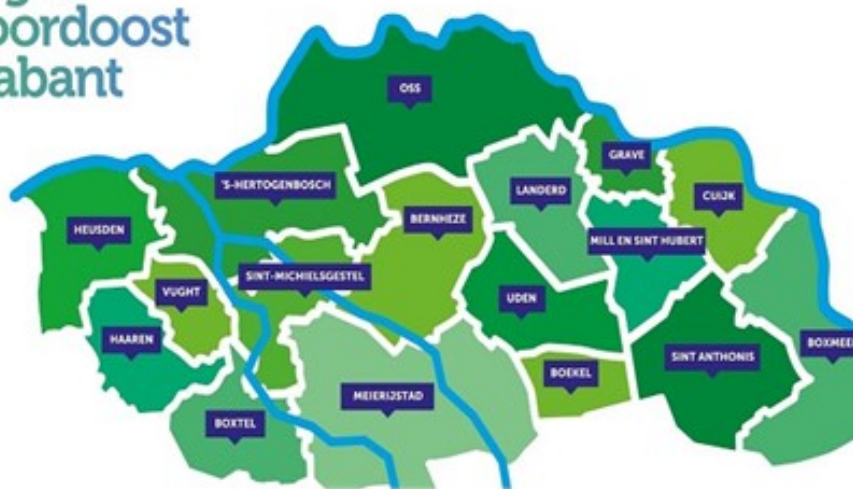 oordoost
abant
OSS
GRAVE
'S-HERTOGENBOSCH
LANDERD
CUIJK
BERNHEZE
HEUSDEN
MILL EN SINT HUBERT
SINT-MICHIELSGESTEL
VUGHT
UDEN
HAAREN
BOXMEE
SINT ANTHONIS
BOEKEL
MEIERIJSTAD
BOXTEL